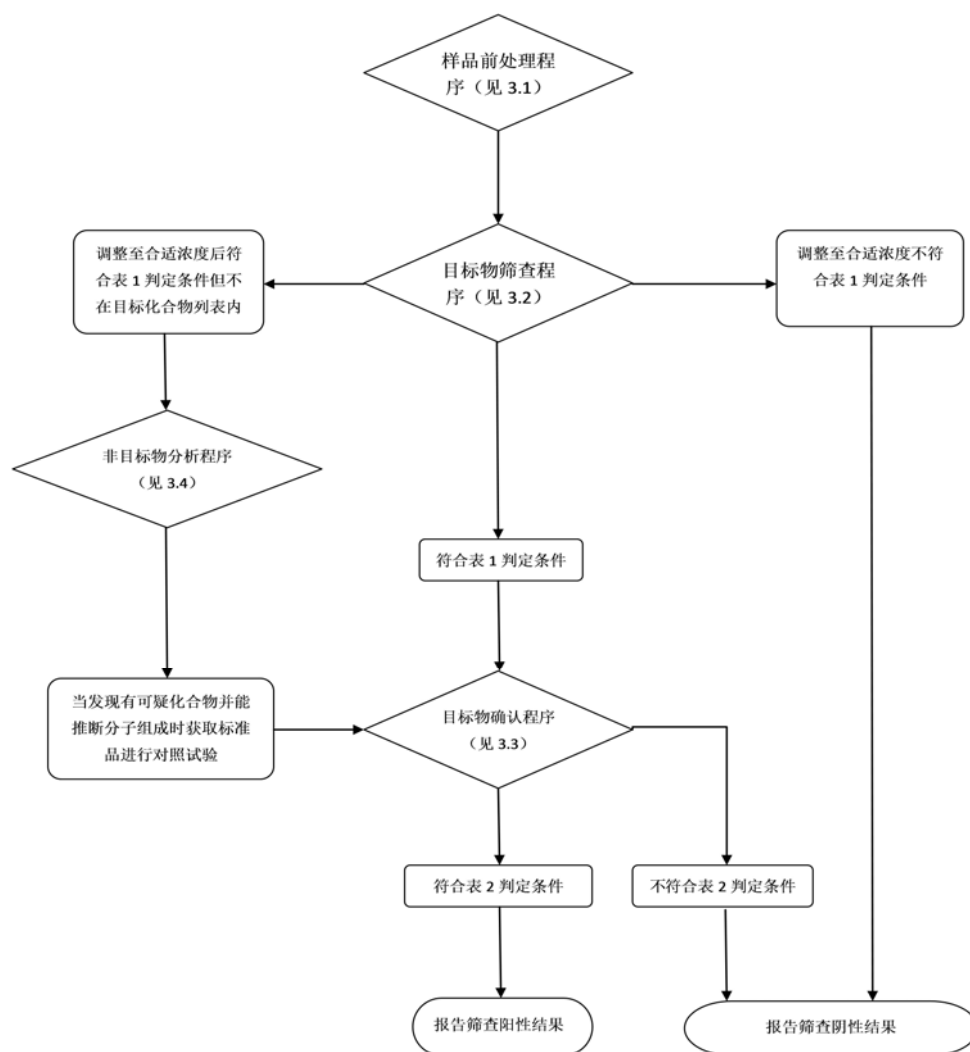 样品前处理程
序（见 3.1）
调整至合适浓度后符
合表 1 判定条件但不
在目标化合物列表内
目标物筛查程
序（见 3.2）
调整至合适浓度不符
合表 1 判定条件
非目标物分析程序
（见 3.4）
符合表 1 判定条件
当发现有可疑化合物并能
推断分子组成时获取标准
品进行对照试验
目标物确认程序
（见 3.3）
符合表 2 判定条件
不符合表 2 判定条件
报告筛查阳性结果
报告筛查阴性结果